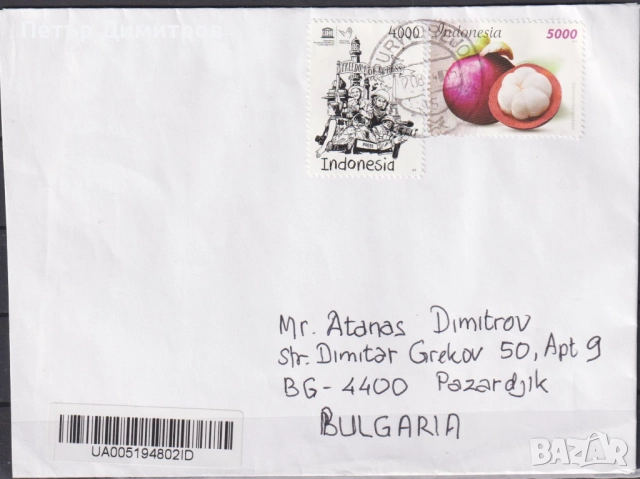 Петър Димитров
4000
Indonesia
5000
Indonesia
Mr. Atanas Dimitrov
str. Dimitar Grekov 50, Apt 9
BG-4400 Pazardjik
BULGARIA
UA005194802ID
BAZAR